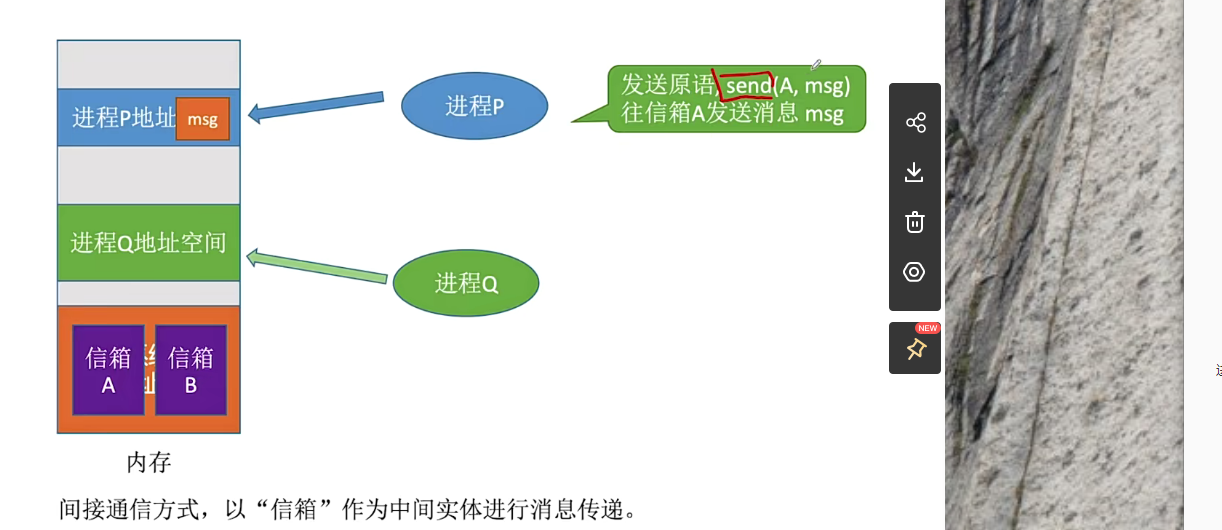 进程P地址
msg
进程P
发送原语, send(A, msg)
往信箱A发送消息 msg
进程Q地址空间
进程Q
NEW
信箱
A
信箱
B
内存
间接通信方式，以“信箱”作为中间实体进行消息传递。